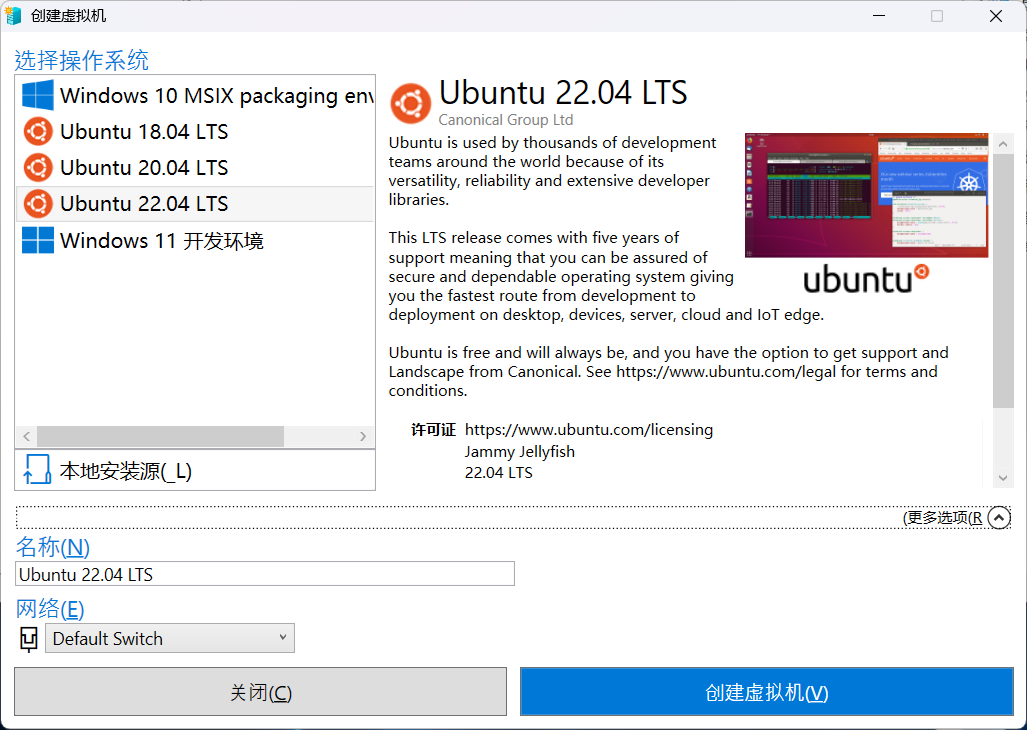 创建虚拟机
选择操作系统
Windows 10 MSIX packaging env
Ubuntu 18.04 LTS
Ubuntu 20.04 LTS
Ubuntu 22.04 LTS
Windows 11 开发环境
本地安装源(_L)
Ubuntu 22.04 LTS
Canonical Group Ltd
Ubuntu is used by thousands of development
teams around the world because of its
versatility, reliability and extensive developer
libraries.
This LTS release comes with five years of
support meaning that you can be assured of
secure and dependable operating system giving
you the fastest route from development to
deployment on desktop, devices, server, cloud and IoT edge.
Ubuntu is free and will always be, and you have the option to get support and
Landscape from Canonical. See https://www.ubuntu.com/legal for terms and
conditions.
ubuntu
许可证 https://www.ubuntu.com/licensing
Jammy Jellyfish
22.04 LTS
(更多选项(R
名称(N)
Ubuntu 22.04 LTS
网络(E)
Default Switch
关闭(C)
创建虚拟机(V)